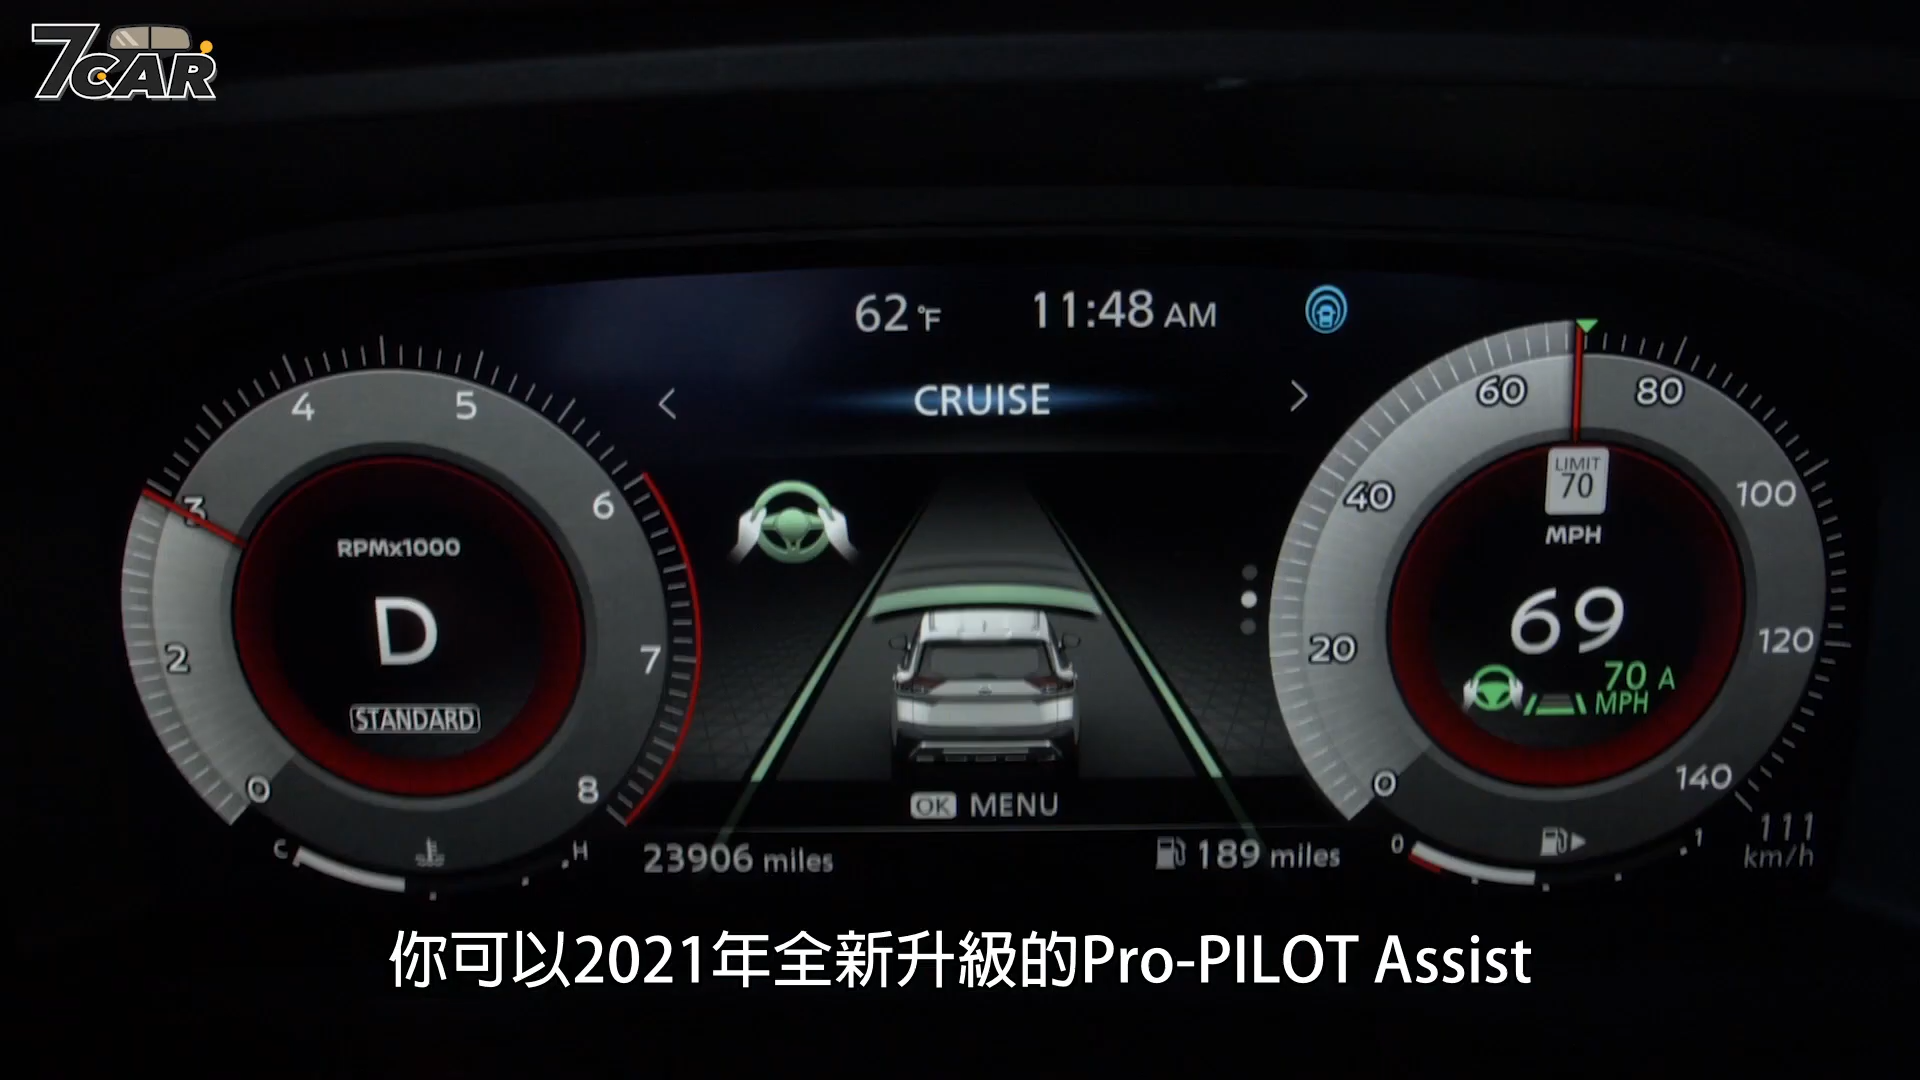 7CAR
62 °F
11:48 AM
CRUISE
4
5
3
6
2
7
0
8
RPMx1000
D
STANDARD
C
H
60
80
40
100
20
120
0
140
LIMIT
70
MPH
69
70 A
MPH
OK MENU
23906 miles
189 miles
0
1
111
km/h
你可以2021年全新升級的Pro-PILOT Assist